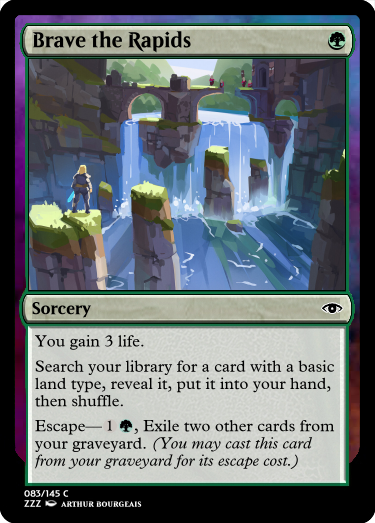 Brave the Rapids
Sorcery
You gain 3 life.
Search your library for a card with a basic
land type, reveal it, put it into your hand,
then shuffle.
Escape— 1 , Exile two other cards from
your graveyard. (You may cast this card
from your graveyard for its escape cost.)
083/145 C
ZZZ ARTHUR BOURGEAIS